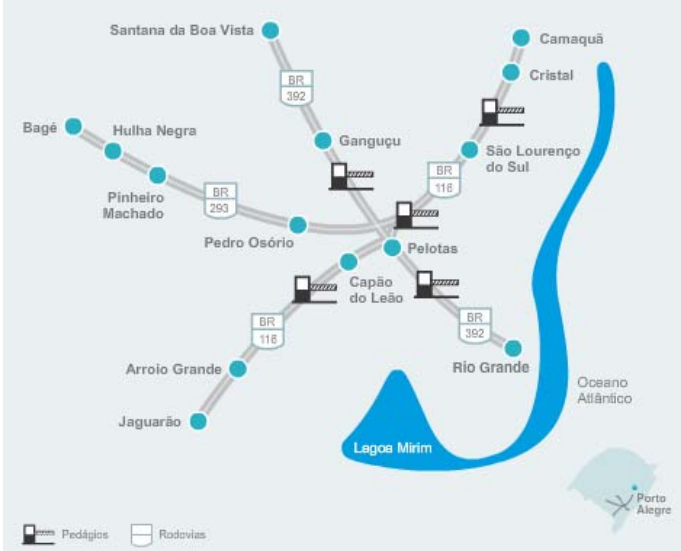 Santana da Boa Vista
Camaquã
Cristal
BR
392
Bagé
Hulha Negra
Ganguçu
São Lourenço
do Sul
BR
116
Pinheiro
Machado
BR
293
Pedro Osório
Pelotas
Capão
do Leão
BR
116
BR
392
Arroio Grande
Rio Grande
Oceano
Atlântico
Jaguarão
Lagoa Mirim
Porto
Alegre
Pedágios
Rodovias